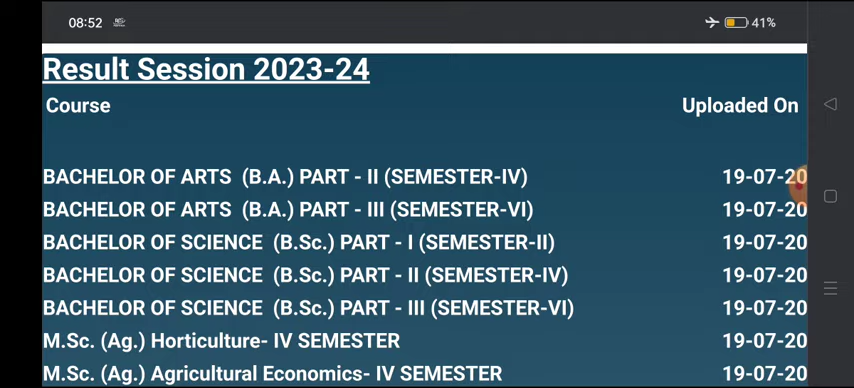 08:52 41%
Result Session 2023-24
Course Uploaded On
BACHELOR OF ARTS (B.A.) PART - II (SEMESTER-IV) 19-07-20
BACHELOR OF ARTS (B.A.) PART - III (SEMESTER-VI) 19-07-20
BACHELOR OF SCIENCE (B.Sc.) PART - I (SEMESTER-II) 19-07-20
BACHELOR OF SCIENCE (B.Sc.) PART - II (SEMESTER-IV) 19-07-20
BACHELOR OF SCIENCE (B.Sc.) PART - III (SEMESTER-VI) 19-07-20
M.Sc. (Ag.) Horticulture- IV SEMESTER 19-07-20
M.Sc. (Ag.) Agricultural Economics- IV SEMESTER 19-07-20